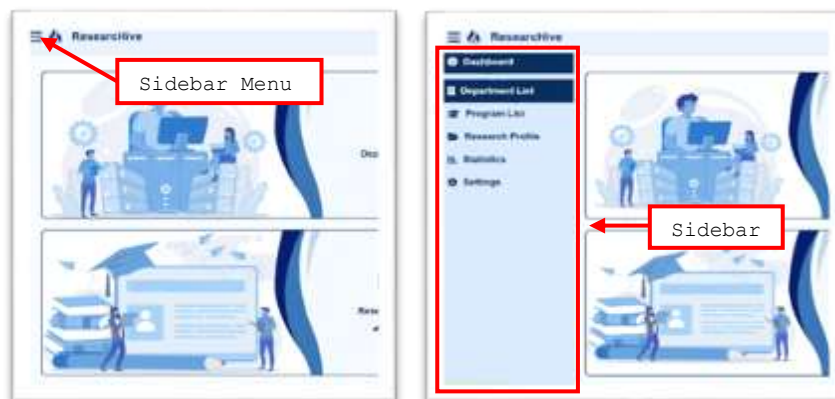 ResearcHive
Sidebar Menu
ResearcHive
Dashboard
Department List
Program List
Research Profile
Statistics
Settings
Sidebar